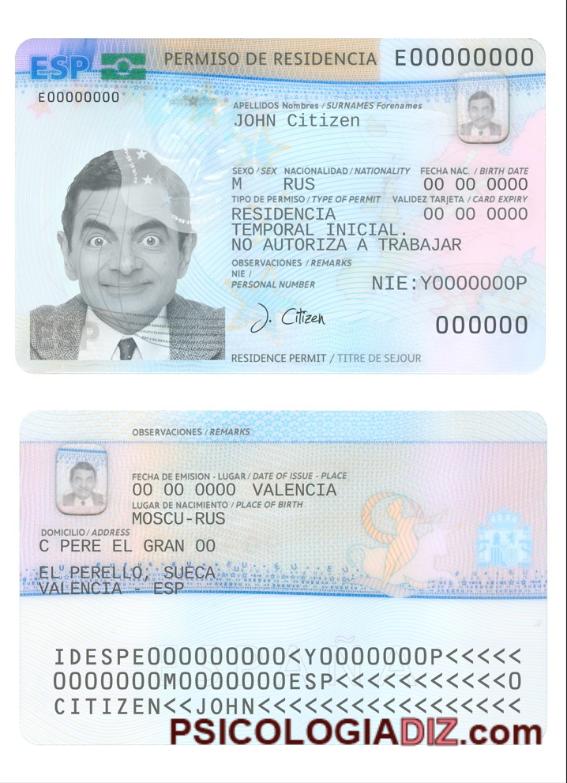 ESP
PERMISO DE RESIDENCIA E00000000
E00000000
APELLIDOS Nombres / SURNAMES Forenames
JOHN Citizen
SEXO / SEX NACIONALIDAD / NATIONALITY FECHA NAC. / BIRTH DATE
M RUS 00 00 0000
TIPO DE PERMISO / TYPE OF PERMIT VALIDEZ TARJETA / CARD EXPIRY
RESIDENCIA 00 00 0000
TEMPORAL INICIAL.
NO AUTORIZA A TRABAJAR
OBSERVACIONES / REMARKS
NIE /
PERSONAL NUMBER NIE:Y0000000P
J. Citizen
000000
ESP
RESIDENCE PERMIT / TITRE DE SEJOUR
OBSERVACIONES / REMARKS
FECHA DE EMISION - LUGAR / DATE OF ISSUE - PLACE
00 00 0000 VALENCIA
LUGAR DE NACIMIENTO / PLACE OF BIRTH
MOSCU-RUS
DOMICILIO / ADDRESS
C PERE EL GRAN 00
EL PERELLO, SUECA
VALENCIA - ESP
IDESPE000000000<Y0000000P<<<<<
0000000M0000000ESP<<<<<<<<<<<0
CITIZEN<<JOHN<<<<<<<<<<<<<<<<<
PSICOLOGIADIZ.com